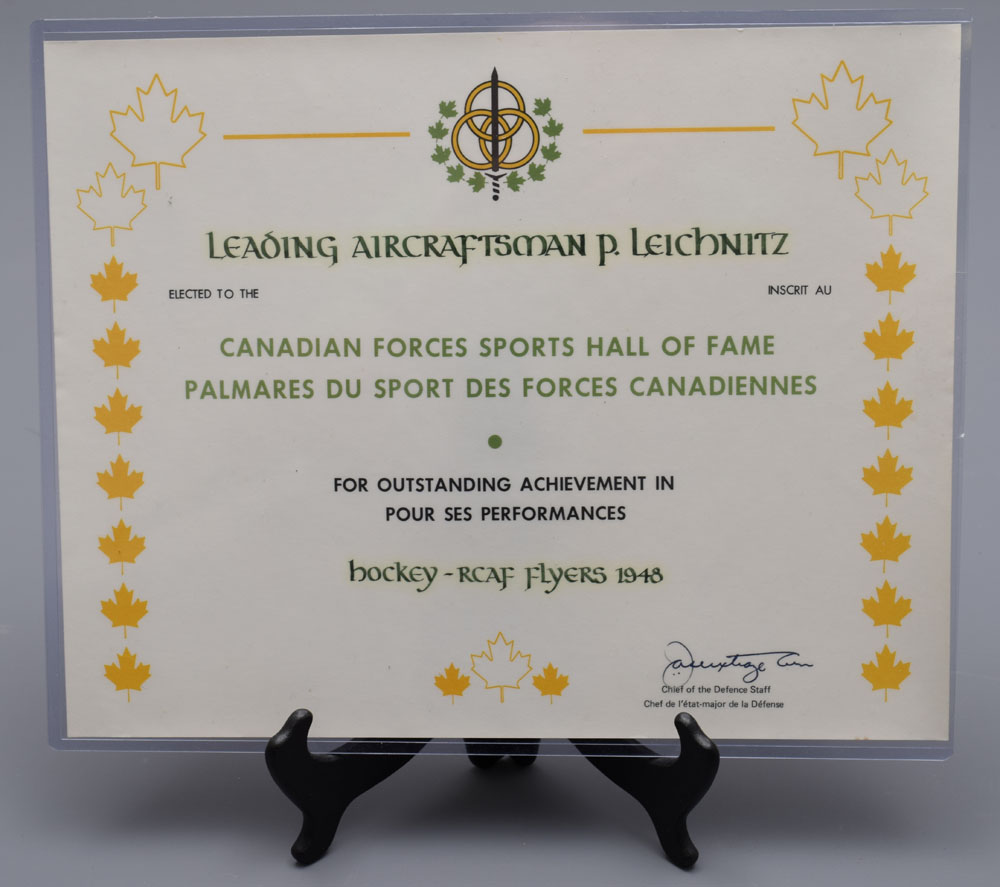 LEADING AIRCRAFTSMAN P. LEICHNITZ
ELECTED TO THE INSCRIT AU
CANADIAN FORCES SPORTS HALL OF FAME
PALMARES DU SPORT DES FORCES CANADIENNES
FOR OUTSTANDING ACHIEVEMENT IN
POUR SES PERFORMANCES
hockey - RCAF FLYERS 1948
Chief of the Defence Staff
Chef de l'état-major de la Défense